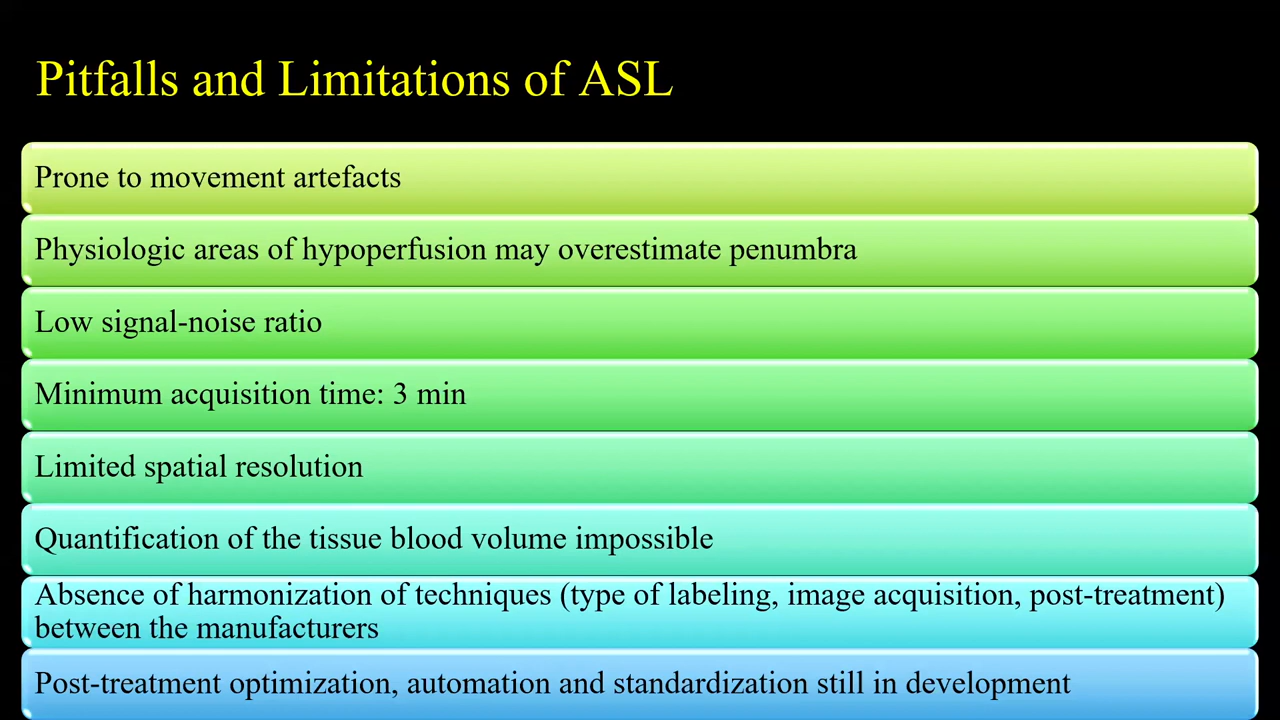 Pitfalls and Limitations of ASL
Prone to movement artefacts
Physiologic areas of hypoperfusion may overestimate penumbra
Low signal-noise ratio
Minimum acquisition time: 3 min
Limited spatial resolution
Quantification of the tissue blood volume impossible
Absence of harmonization of techniques (type of labeling, image acquisition, post-treatment)
between the manufacturers
Post-treatment optimization, automation and standardization still in development